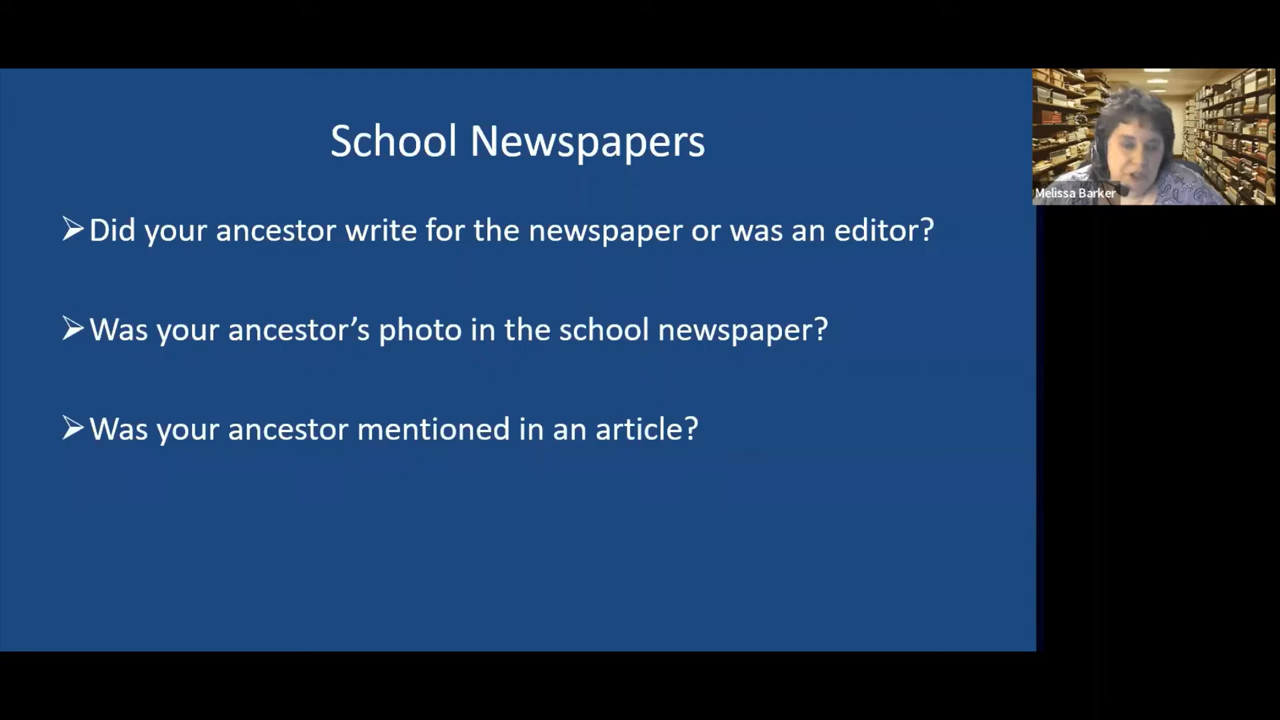 School Newspapers
Did your ancestor write for the newspaper or was an editor?
Was your ancestor’s photo in the school newspaper?
Was your ancestor mentioned in an article?
Melissa Barker